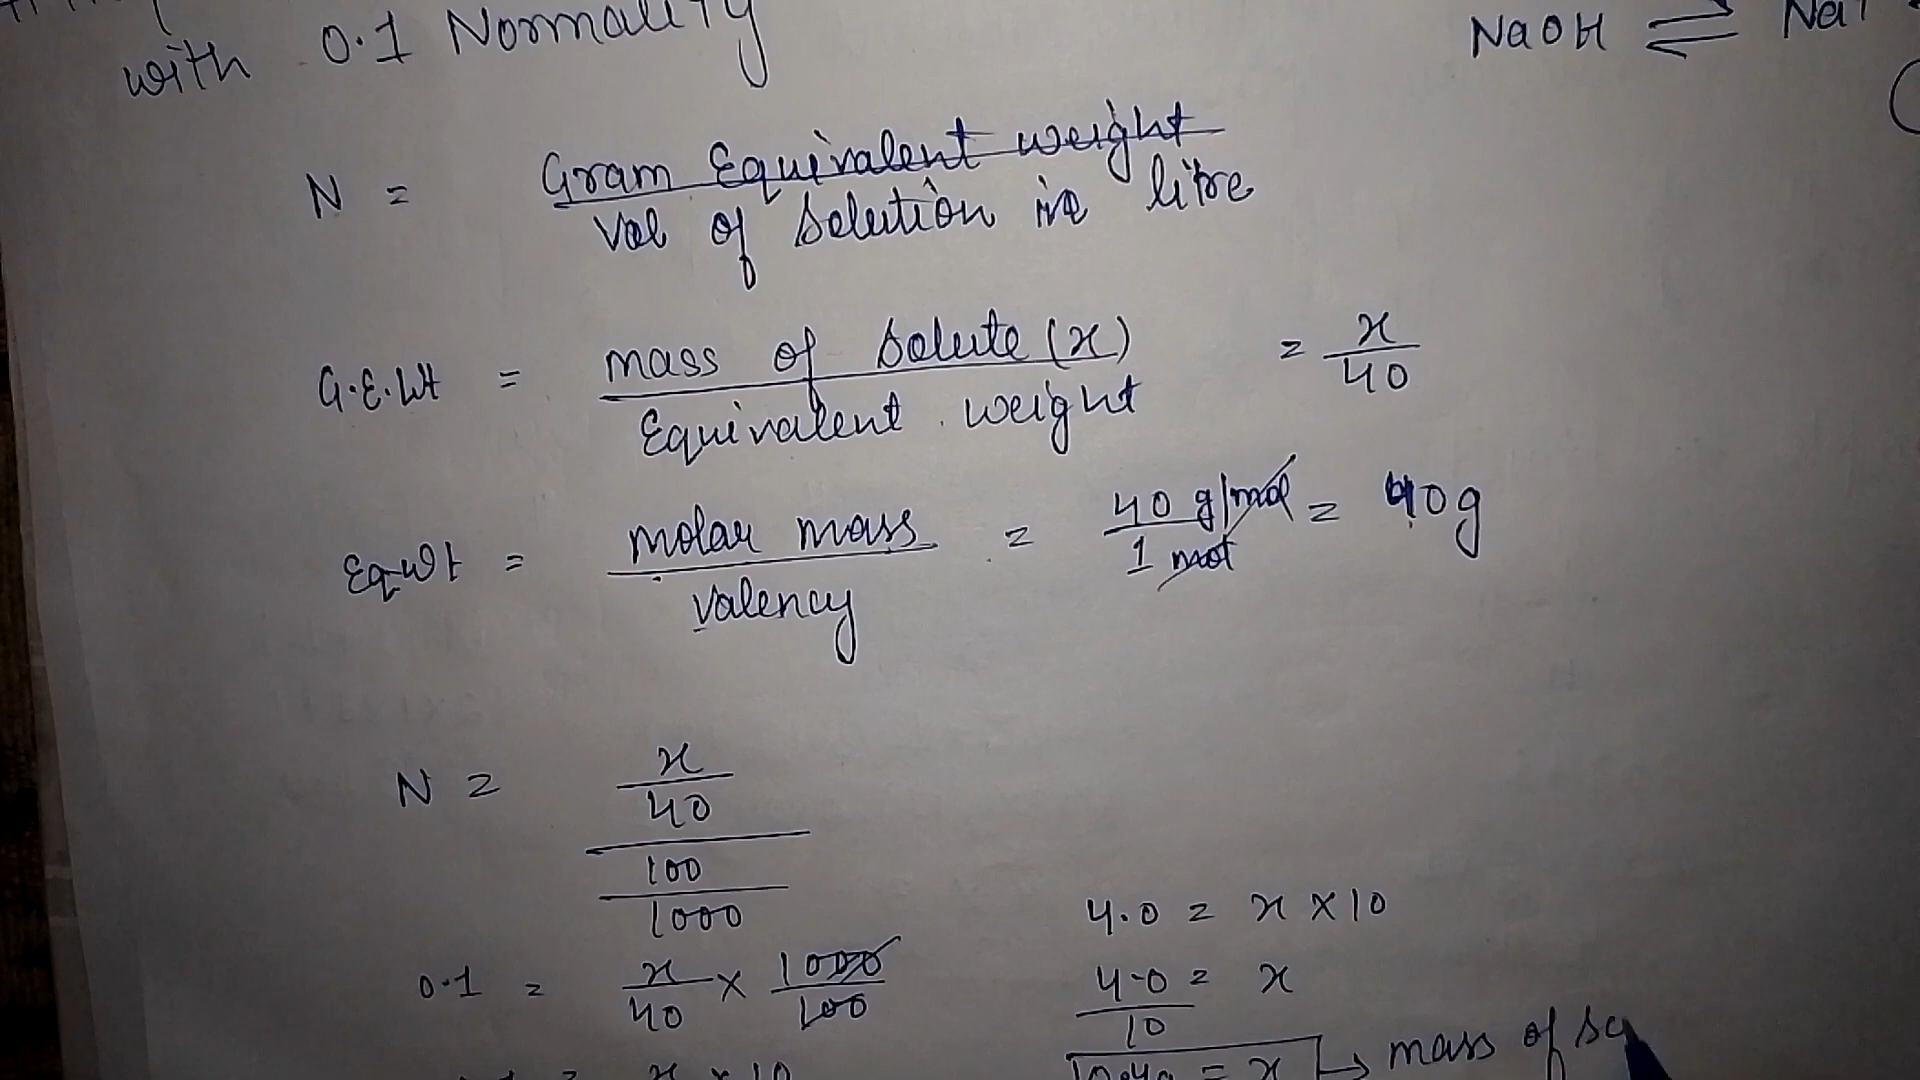 with 0.1 Normality
NaOH ⇌ Na+
N = Gram Equivalent weight / Vol of solution in litre
G.E.Wt = mass of solute (x) / Equivalent weight = x / 40
Eq Wt = molar mass / valency = 40 g/mol / 1 mol = 40g
N = x / 40 / 100 / 1000
0.1 = x / 40 × 1000 / 100
4.0 = x × 10
4.0 / 10 = x
= x × 10
= x → mass of